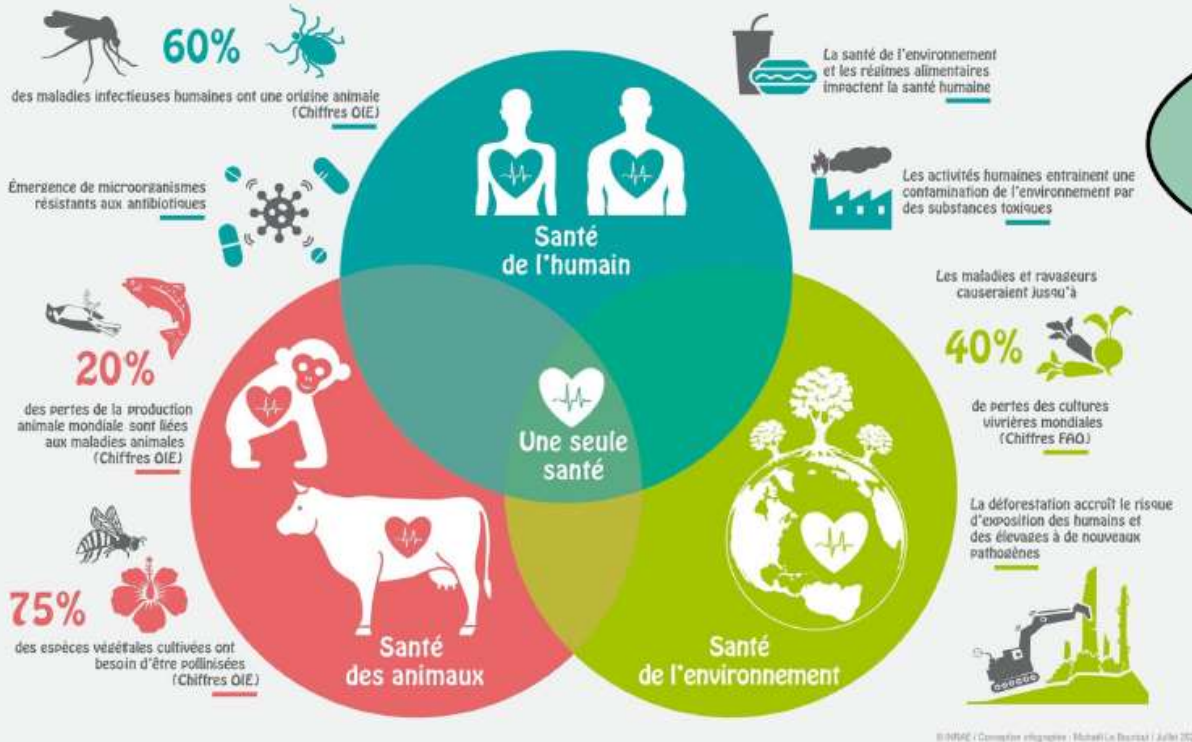 60%
des maladies infectieuses humaines ont une origine animale
(Chiffres OIE)
Émergence de microorganismes
résistants aux antibiotiques
20%
des pertes de la production
animale mondiale sont liées
aux maladies animales
(Chiffres OIE)
75%
des espèces végétales cultivées ont
besoin d'être pollinisées
(Chiffres OIE)
Santé
de l'humain
Une seule
santé
Santé
des animaux
Santé
de l'environnement
La santé de l'environnement
et les régimes alimentaires
impactent la santé humaine
Les activités humaines entrainent une
contamination de l'environnement par
des substances toxiques
Les maladies et ravageurs
causeraient jusqu'à
40%
de pertes des cultures
vivrières mondiales
(Chiffres FAO)
La déforestation accroît le risque
d'exposition des humains et
des élevages à de nouveaux
pathogènes
© INRAE / Conception infographie :